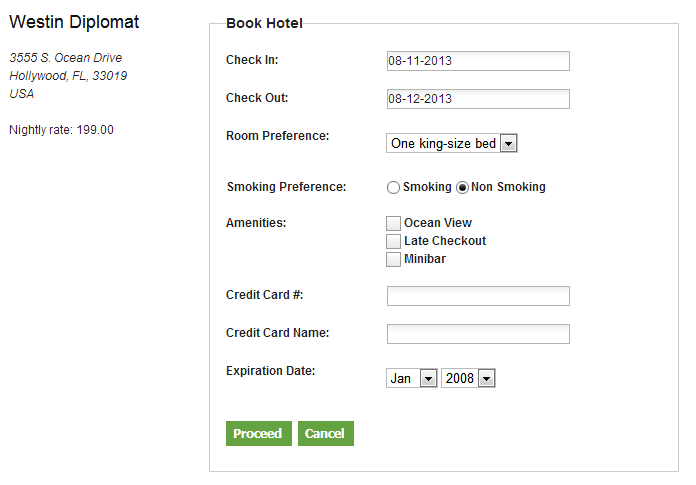 Westin Diplomat
3555 S. Ocean Drive
Hollywood, FL, 33019
USA
Nightly rate: 199.00
Book Hotel
Check In: 08-11-2013
Check Out: 08-12-2013
Room Preference: One king-size bed
Smoking Preference: Smoking Non Smoking
Amenities: Ocean View
Late Checkout
Minibar
Credit Card #:
Credit Card Name:
Expiration Date: Jan 2008
Proceed Cancel